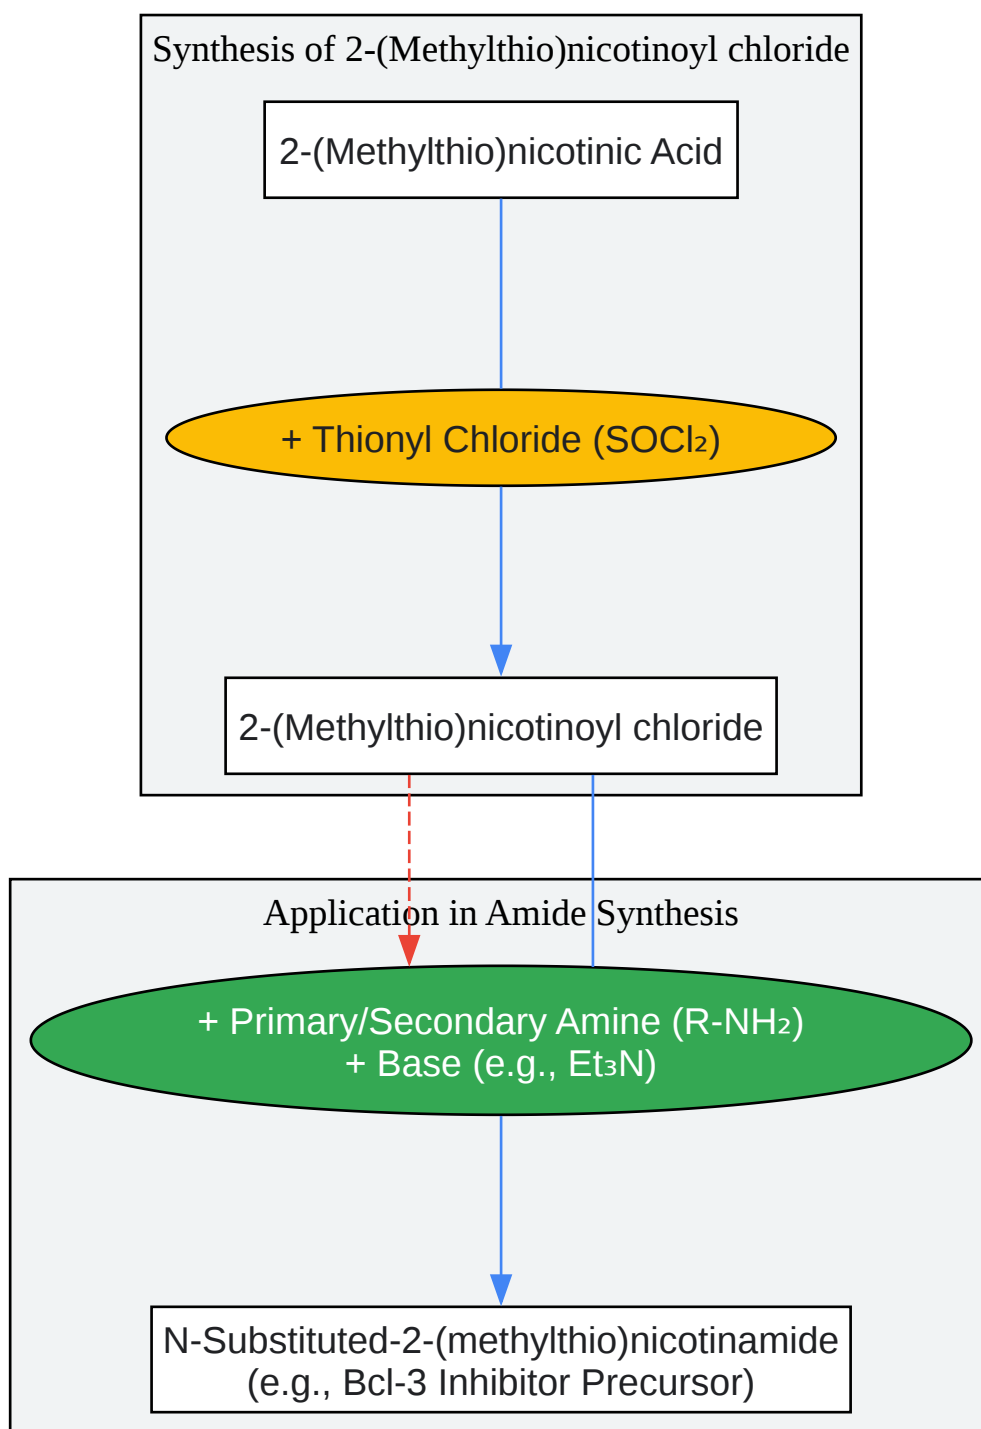 Synthesis of 2-(Methylthio)nicotinoyl chloride
2-(Methylthio)nicotinic Acid
+ Thionyl Chloride (SOCl₂)
2-(Methylthio)nicotinoyl chloride
Application in Amide Synthesis
+ Primary/Secondary Amine (R-NH₂)
+ Base (e.g., Et₃N)
N-Substituted-2-(methylthio)nicotinamide
(e.g., Bcl-3 Inhibitor Precursor)